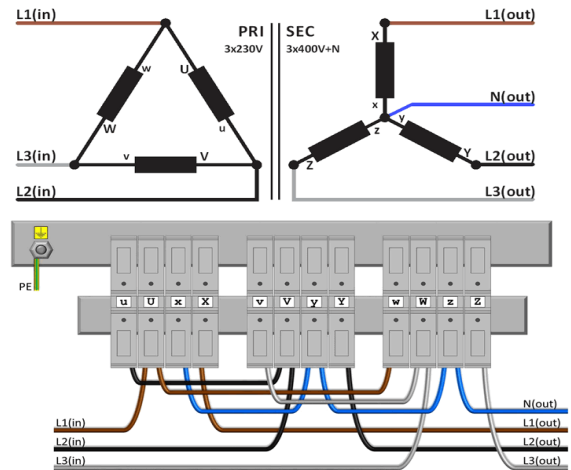 L1(in)
PRI
SEC
L1(out)
3x230V
3x400V+N
w
U
X
W
u
x
N(out)
z
y
v
V
Z
Y
L3(in)
L2(out)
L2(in)
L3(out)
PE
u U x X
v V y Y
w W z Z
N(out)
L1(in)
L1(out)
L2(in)
L2(out)
L3(in)
L3(out)